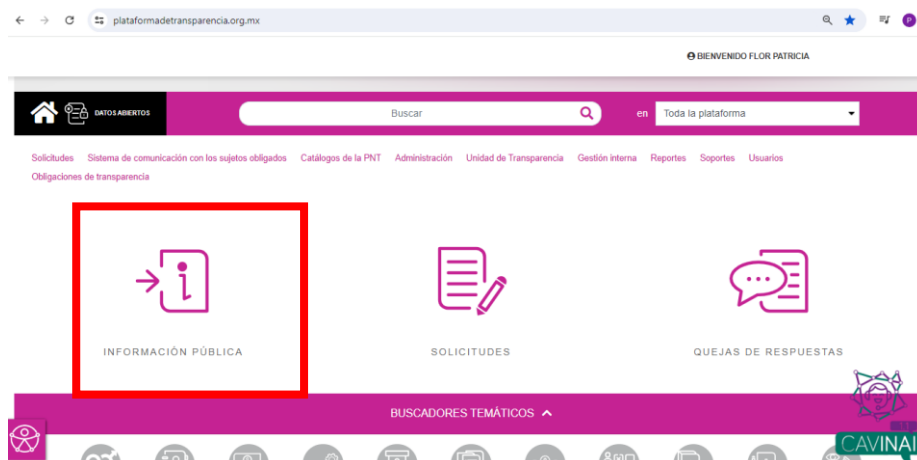 plataformadetransparencia.org.mx
P
BIENVENIDO FLOR PATRICIA
DATOS ABIERTOS
Buscar
en
Toda la plataforma
Solicitudes Sistema de comunicación con los sujetos obligados Catálogos de la PNT Administración Unidad de Transparencia Gestión interna Reportes Soportes Usuarios
Obligaciones de transparencia
INFORMACIÓN PÚBLICA
SOLICITUDES
QUEJAS DE RESPUESTAS
BUSCADORES TEMÁTICOS
CAVINAI